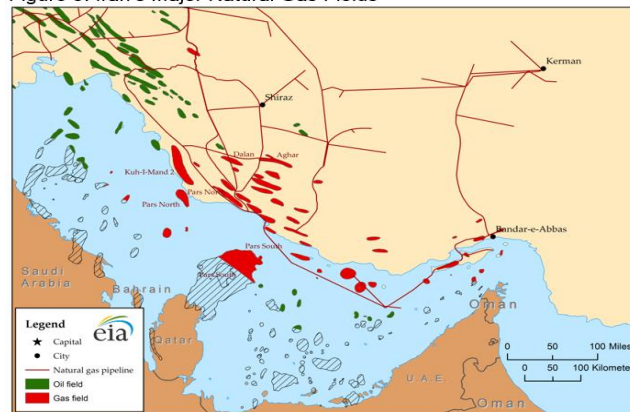 Figure 6. Iran's Major Natural Gas Fields
Kerman
Shiraz
Dalan
Aghar
Kuh-I-Mand 2
Pars North
Pars North
Bandar-e-Abbas
Pars South
Pars South
Saudi
Arabia
Bahrain
Qatar
Oman
U.A.E
Oman
Legend
eia
Capital
City
Natural gas pipeline
Oil field
Gas field
0 50 100 Miles
0 50 100 Kilometers